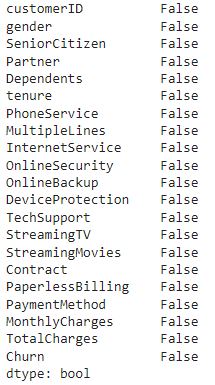 customerID False
gender False
SeniorCitizen False
Partner False
Dependents False
tenure False
PhoneService False
MultipleLines False
InternetService False
OnlineSecurity False
OnlineBackup False
DeviceProtection False
TechSupport False
StreamingTV False
StreamingMovies False
Contract False
PaperlessBilling False
PaymentMethod False
MonthlyCharges False
TotalCharges False
Churn False
dtype: bool